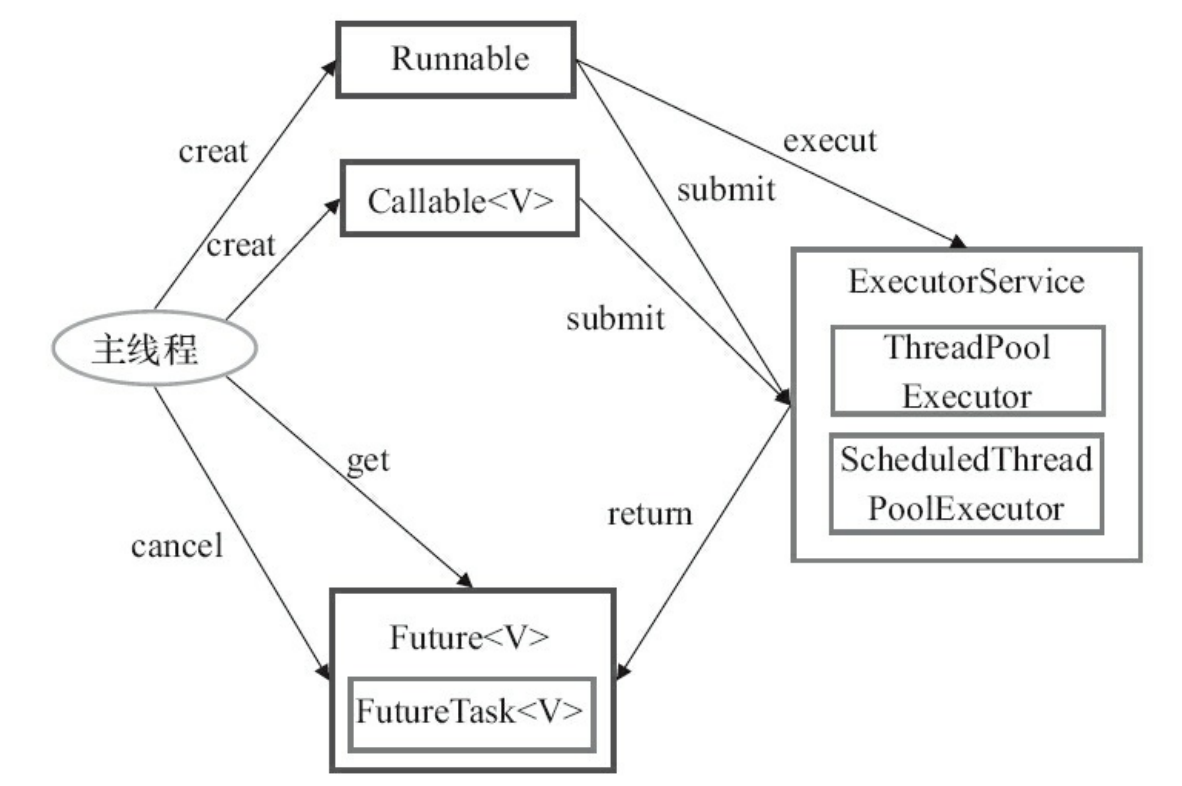 Runnable
execut
creat
submit
Callable<V>
creat
ExecutorService
submit
主线程
ThreadPool
Executor
get
ScheduledThread
PoolExecutor
return
cancel
Future<V>
FutureTask<V>